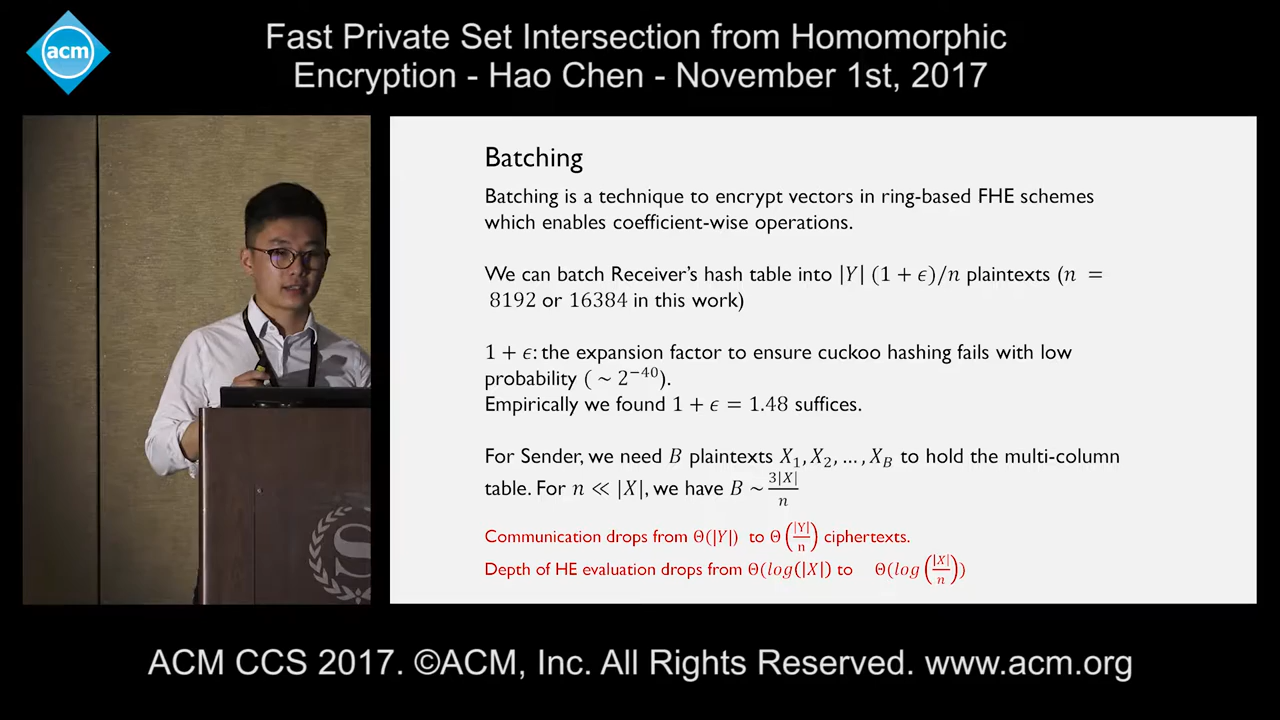 acm
Fast Private Set Intersection from Homomorphic
Encryption - Hao Chen - November 1st, 2017
Batching
Batching is a technique to encrypt vectors in ring-based FHE schemes
which enables coefficient-wise operations.
We can batch Receiver's hash table into |Y| (1 + ϵ)/n plaintexts (n =
8192 or 16384 in this work)
1 + ϵ: the expansion factor to ensure cuckoo hashing fails with low
probability ( ~ 2⁻⁴⁰).
Empirically we found 1 + ϵ = 1.48 suffices.
For Sender, we need B plaintexts X₁, X₂, ..., X_B to hold the multi-column
table. For n ≪ |X|, we have B ~ 3|X|/n
Communication drops from Θ(|Y|) to Θ(|Y|/n) ciphertexts.
Depth of HE evaluation drops from Θ(log(|X|) to Θ(log(|X|/n))
S
ACM CCS 2017. ©ACM, Inc. All Rights Reserved. www.acm.org